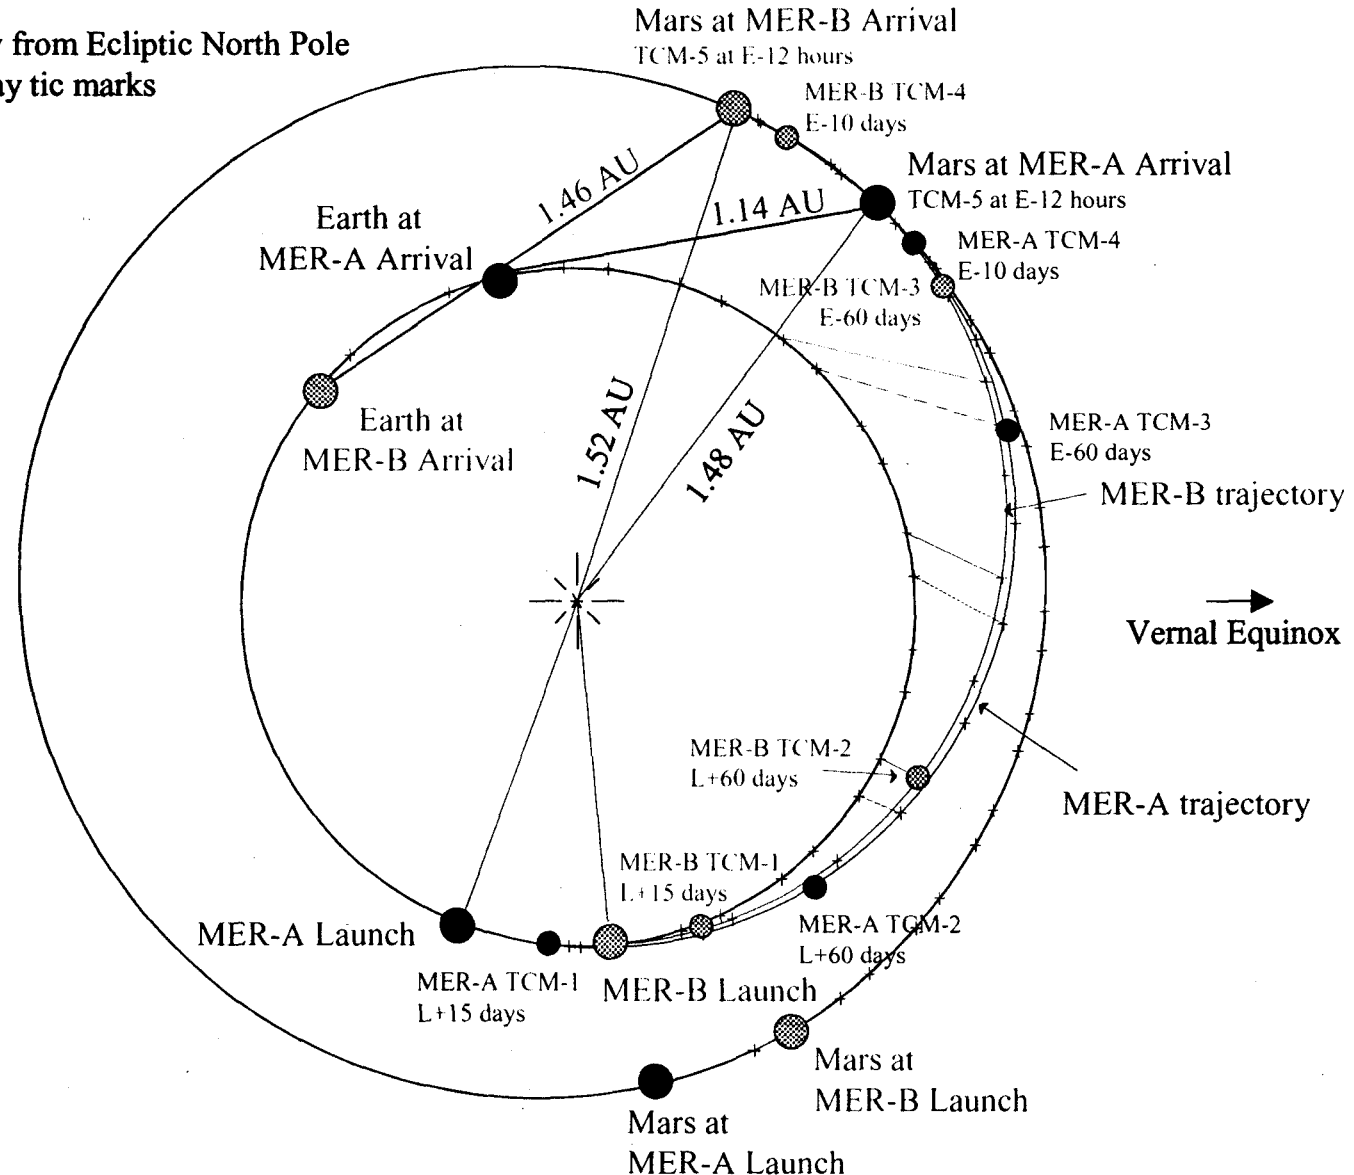 from Ecliptic North Pole
tic marks
Mars at MER-B Arrival
TCM-5 at E-12 hours
MER-B TCM-4
E-10 days
Mars at MER-A Arrival
TCM-5 at E-12 hours
1.46 AU
1.14 AU
Earth at
MER-A Arrival
MER-A TCM-4
E-10 days
MER-B TCM-3
E-60 days
Earth at
MER-B Arrival
1.52 AU
1.48 AU
MER-A TCM-3
E-60 days
MER-B trajectory
Vernal Equinox
MER-B TCM-2
L+60 days
MER-A trajectory
MER-B TCM-1
L+15 days
MER-A Launch
MER-A TCM-2
L+60 days
MER-A TCM-1
L+15 days
MER-B Launch
Mars at
MER-B Launch
Mars at
MER-A Launch